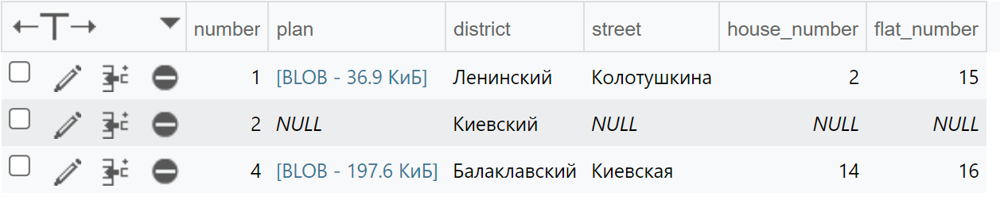 number plan district street house_number flat_number
1 [BLOB - 36.9 КиБ] Ленинский Колотушкина 2 15
2 NULL Киевский NULL NULL NULL
4 [BLOB - 197.6 КиБ] Балаклавский Киевская 14 16